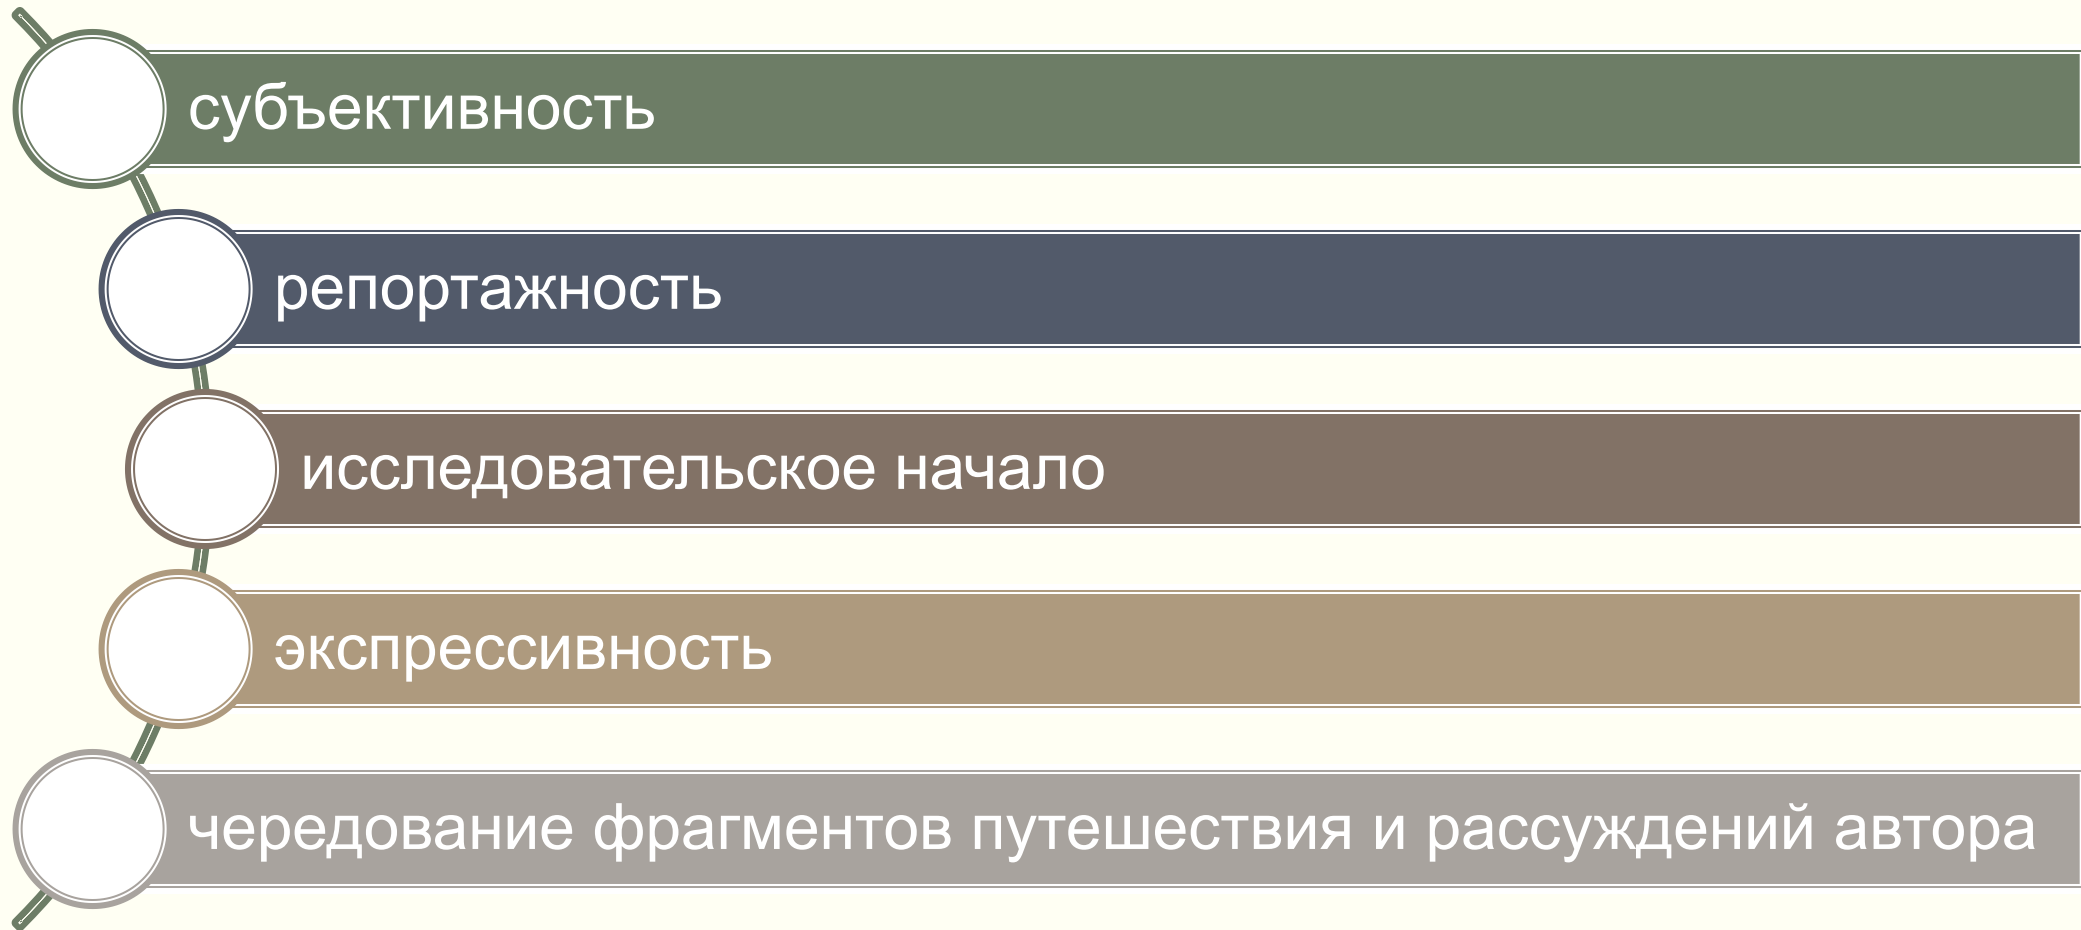 субъективность
репортажность
исследовательское начало
экспрессивность
чередование фрагментов путешествия и рассуждений автора